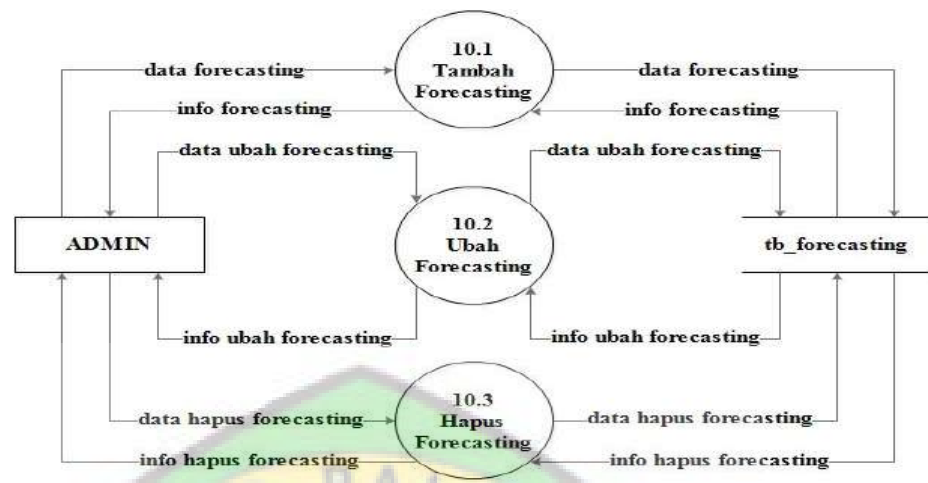 10.1
Tambah
Forecasting
data forecasting
data forecasting
info forecasting
info forecasting
data ubah forecasting
data ubah forecasting
ADMIN
10.2
Ubah
Forecasting
tb_forecasting
info ubah forecasting
info ubah forecasting
10.3
Hapus
Forecasting
data hapus forecasting
data hapus forecasting
info hapus forecasting
info hapus forecasting